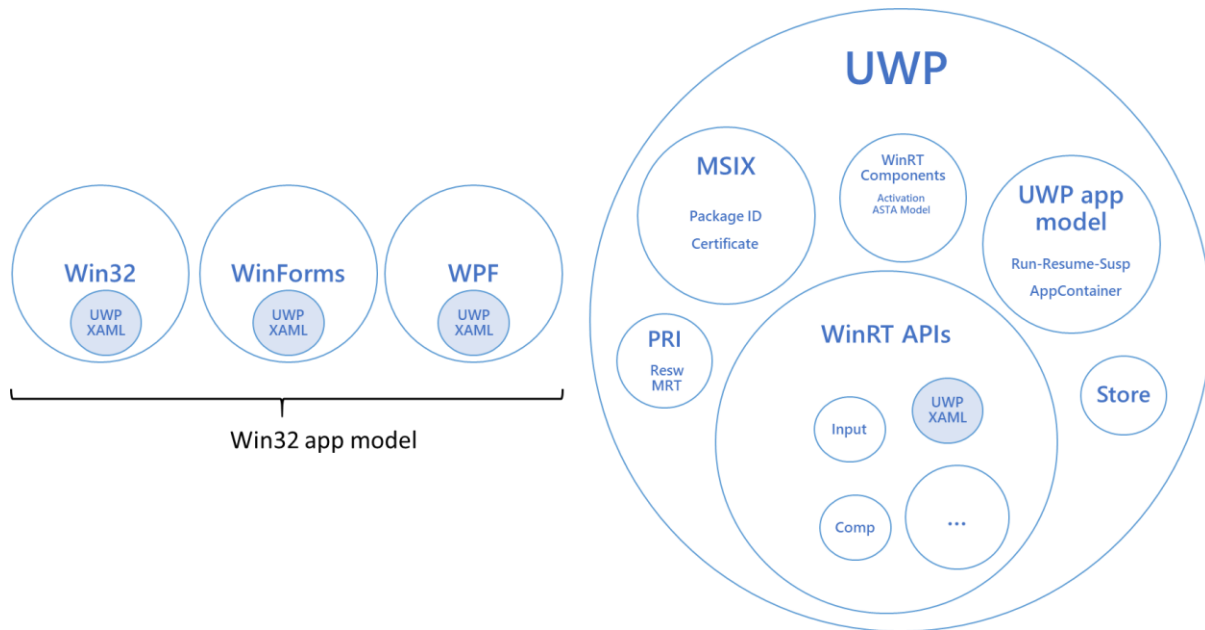 Win32
UWP
XAML
WinForms
UWP
XAML
WPF
UWP
XAML
Win32 app model
UWP
MSIX
Package ID
Certificate
WinRT
Components
Activation
ASTA Model
UWP app
model
Run-Resume-Susp
AppContainer
PRI
Resw
MRT
WinRT APIs
UWP
XAML
Input
Comp
...
Store